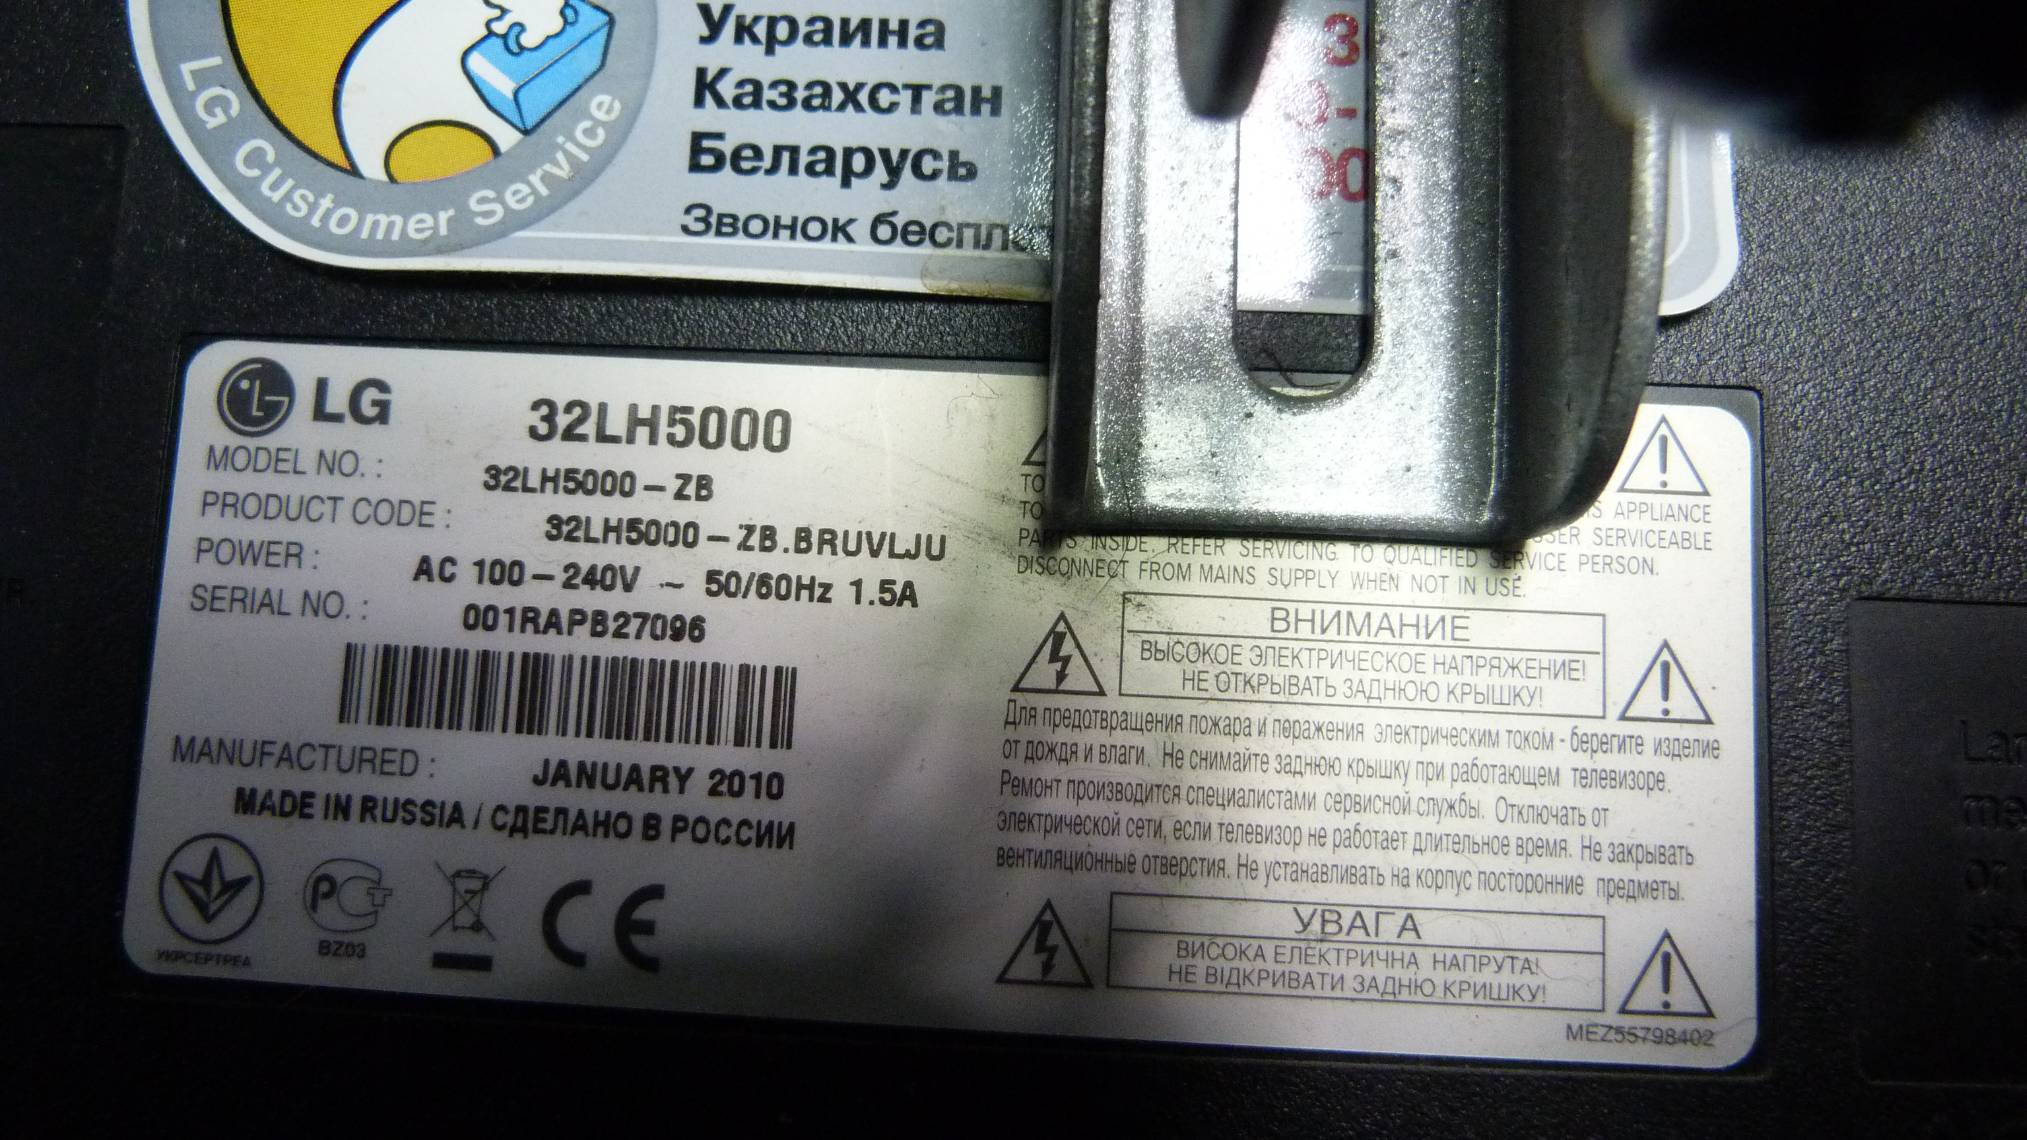 LG Customer Service
Украина
Казахстан
Беларусь
Звонок беспл
3
LG
32LH5000
MODEL NO. :
32LH5000-ZB
PRODUCT CODE :
32LH5000-ZB.BRUVLJU
POWER :
AC 100-240V ~ 50/60Hz 1.5A
SERIAL NO. :
001RAPB27096
MANUFACTURED :
JANUARY 2010
MADE IN RUSSIA / СДЕЛАНО В РОССИИ
УКРСЕПРО
BZ03
CE
TO
TO
APPLIANCE
SERVICEABLE
PARTS INSIDE. REFER SERVICING TO QUALIFIED SERVICE PERSON.
DISCONNECT FROM MAINS SUPPLY WHEN NOT IN USE.
ВНИМАНИЕ
ВЫСОКОЕ ЭЛЕКТРИЧЕСКОЕ НАПРЯЖЕНИЕ!
НЕ ОТКРЫВАТЬ ЗАДНЮЮ КРЫШКУ!
Для предотвращения пожара и поражения электрическим током - берегите изделие
от дождя и влаги. Не снимайте заднюю крышку при работающем телевизоре.
Ремонт производится специалистами сервисной службы. Отключать от
электрической сети, если телевизор не работает длительное время. Не закрывать
вентиляционные отверстия. Не устанавливать на корпус посторонние предметы.
УВАГА
ВИСОКА ЕЛЕКТРИЧНА НАПРУГА!
НЕ ВІДКРИВАТИ ЗАДНЮ КРИШКУ!
MEZ55798402